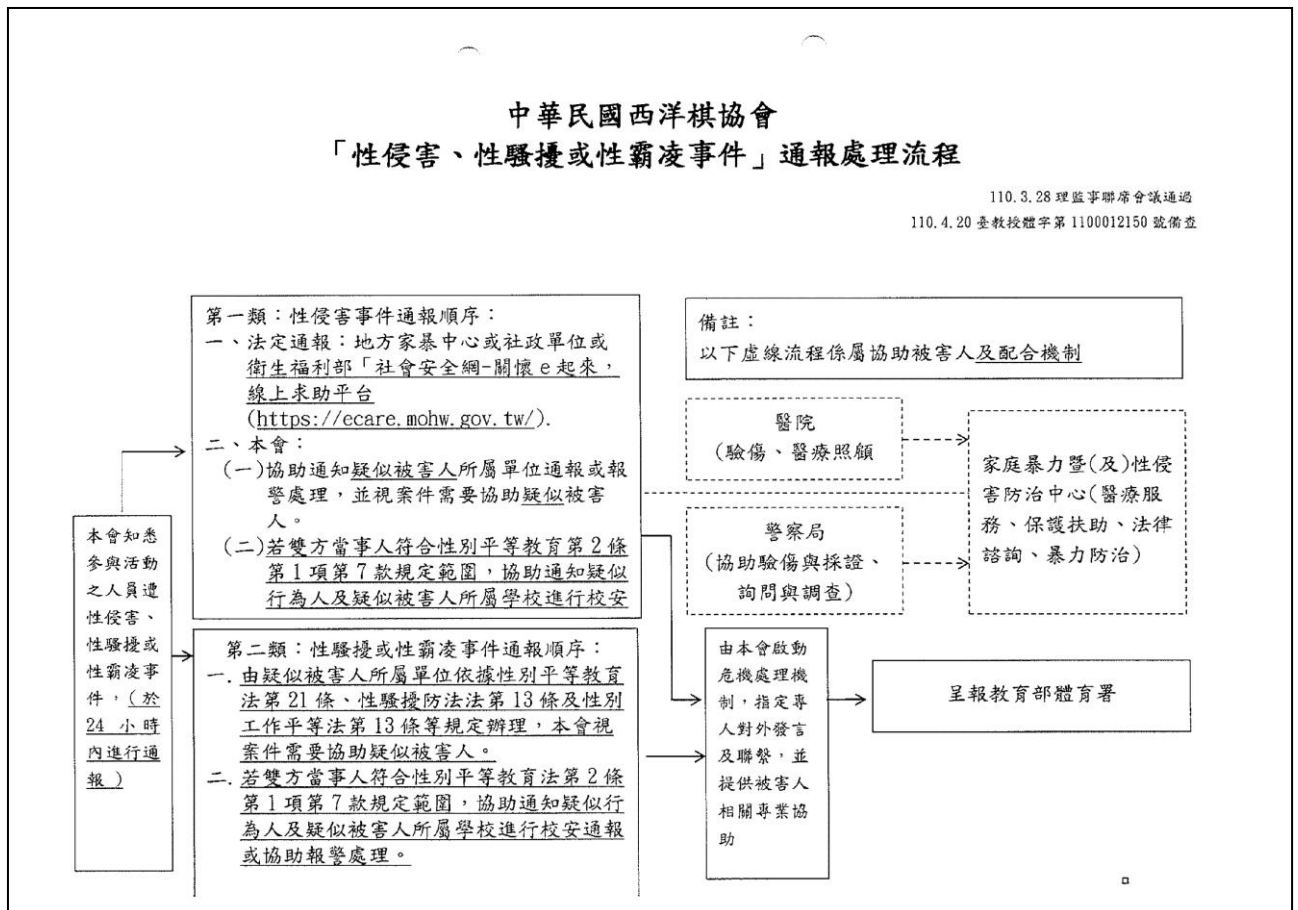 中華民國西洋棋協會
「性侵害、性騷擾或性霸凌事件」通報處理流程
110.3.28 理監事聯席會議通過
110.4.20 臺教授體字第 1100012150 號備查
本會知悉
參與活動
之人員遭
性侵害、
性騷擾或
性霸凌事
件，(於
24 小時
內進行通
報 )
第一類：性侵害事件通報順序：
一、法定通報：地方家暴中心或社政單位或
衛生福利部「社會安全網-關懷 e 起來，
線上求助平台
(https://ecare.mohw.gov.tw/).
二、本會：
(一)協助通知疑似被害人所屬單位通報或報
警處理，並視案件需要協助疑似被害
人。
(二)若雙方當事人符合性別平等教育第 2 條
第 1 項第 7 款規定範圍，協助通知疑似
行為人及疑似被害人所屬學校進行校安
第二類：性騷擾或性霸凌事件通報順序：
一. 由疑似被害人所屬單位依據性別平等教育
法第 21 條、性騷擾防法法第 13 條及性別
工作平等法第 13 條等規定辦理，本會視
案件需要協助疑似被害人。
二. 若雙方當事人符合性別平等教育法第 2 條
第 1 項第 7 款規定範圍，協助通知疑似行
為人及疑似被害人所屬學校進行校安通報
或協助報警處理。
備註：
以下虛線流程係屬協助被害人及配合機制
醫院
(驗傷、醫療照顧
警察局
(協助驗傷與採證、
詢問與調查)
家庭暴力暨(及)性侵
害防治中心(醫療服
務、保護扶助、法律
諮詢、暴力防治)
由本會啟動
危機處理機
制，指定專
人對外發言
及聯繫，並
提供被害人
相關專業協
助
呈報教育部體育署